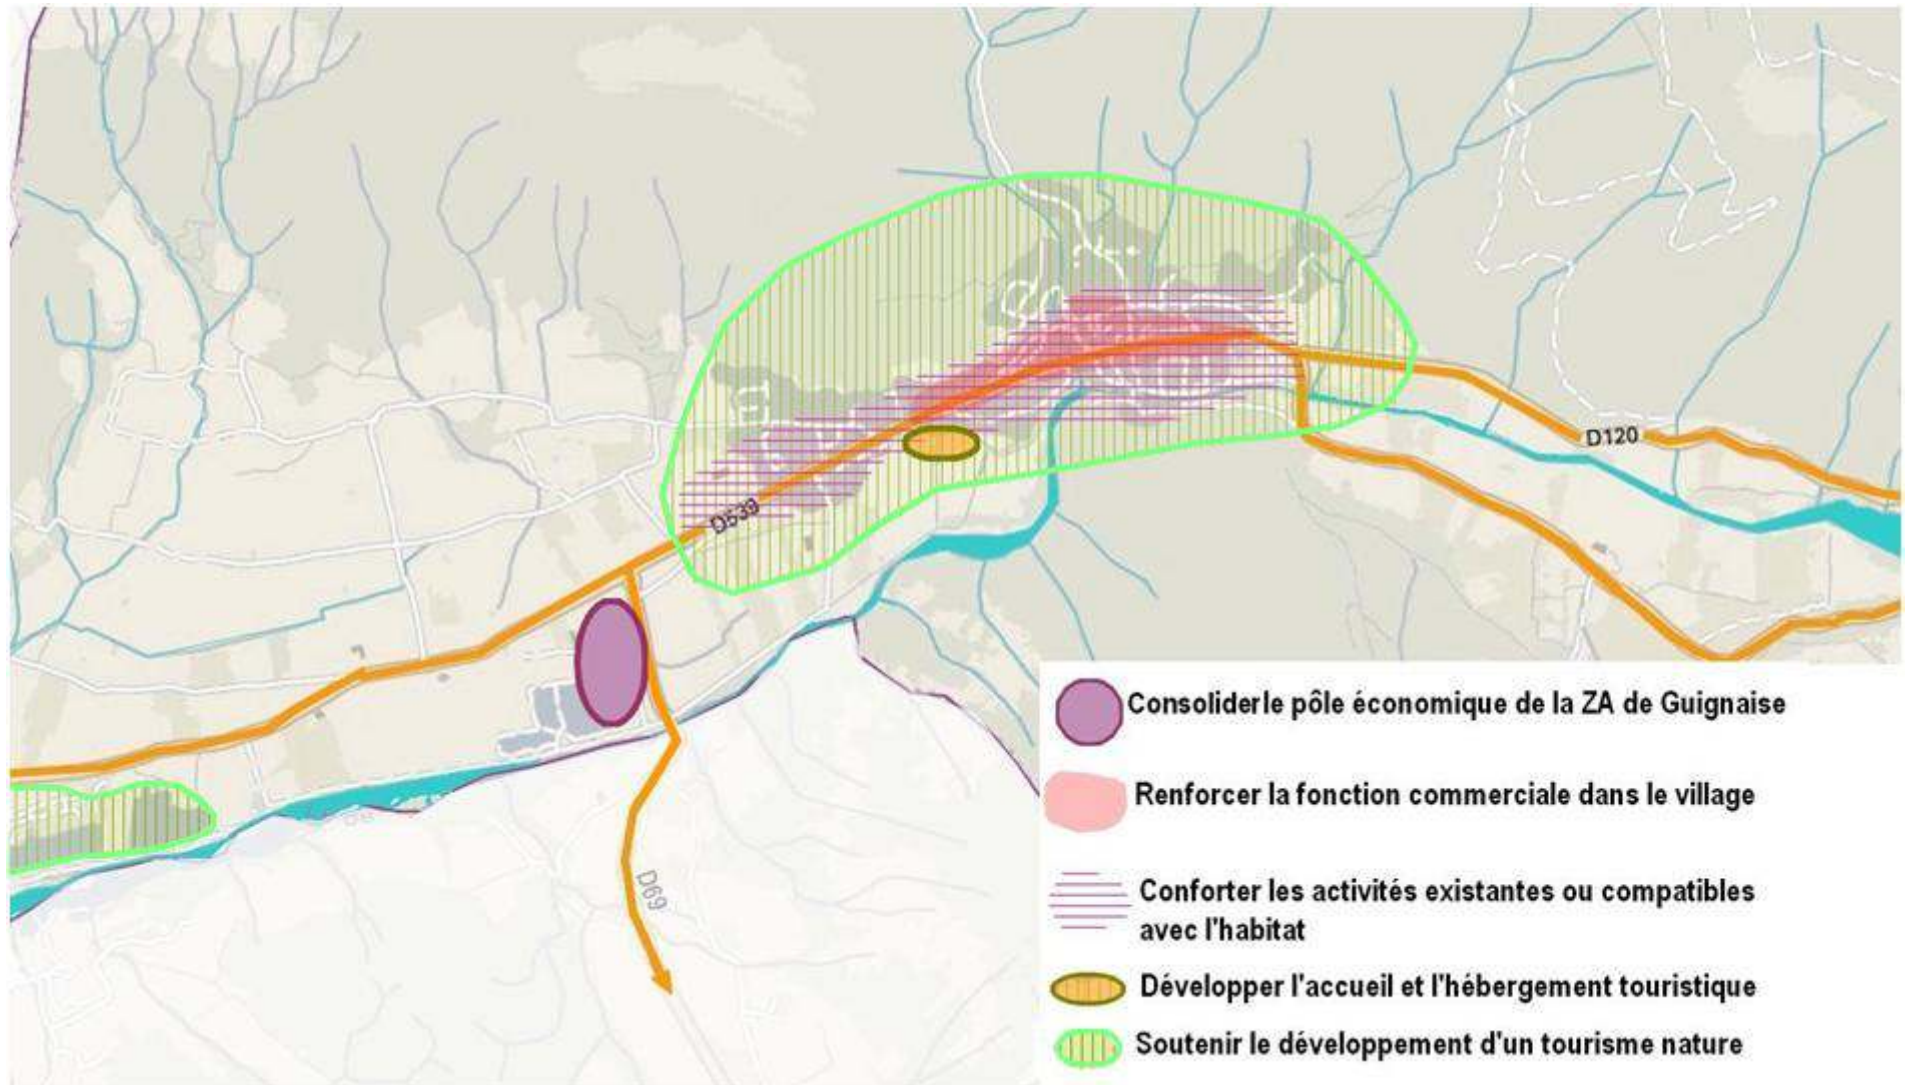 D120
D539
D69
Consoliderle pôle économique de la ZA de Guignaise
Renforcer la fonction commerciale dans le village
Conforter les activités existantes ou compatibles
avec l'habitat
Développer l'accueil et l'hébergement touristique
Soutenir le développement d'un tourisme nature